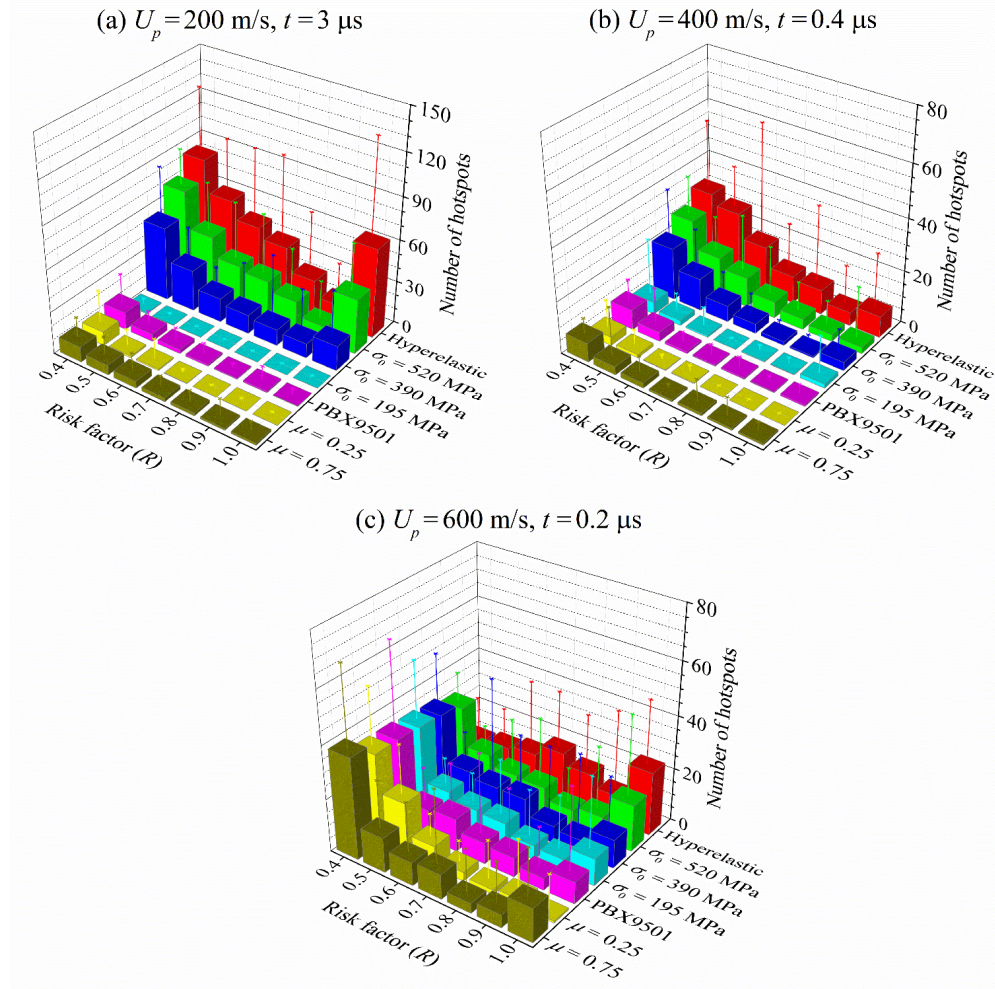 (a) Uₚ = 200 m/s, t = 3 μs
150
120
90
60
30
0
Number of hotspots
Hyperelastic
σ₀ = 520 MPa
σ₀ = 390 MPa
σ₀ = 195 MPa
PBX9501
μ = 0.25
μ = 0.75
0.4
0.5
0.6
0.7
0.8
0.9
1.0
Risk factor (R)
(b) Uₚ = 400 m/s, t = 0.4 μs
80
60
40
20
0
Number of hotspots
Hyperelastic
σ₀ = 520 MPa
σ₀ = 390 MPa
σ₀ = 195 MPa
PBX9501
μ = 0.25
μ = 0.75
0.4
0.5
0.6
0.7
0.8
0.9
1.0
Risk factor (R)
(c) Uₚ = 600 m/s, t = 0.2 μs
80
60
40
20
0
Number of hotspots
Hyperelastic
σ₀ = 520 MPa
σ₀ = 390 MPa
σ₀ = 195 MPa
PBX9501
μ = 0.25
μ = 0.75
0.4
0.5
0.6
0.7
0.8
0.9
1.0
Risk factor (R)